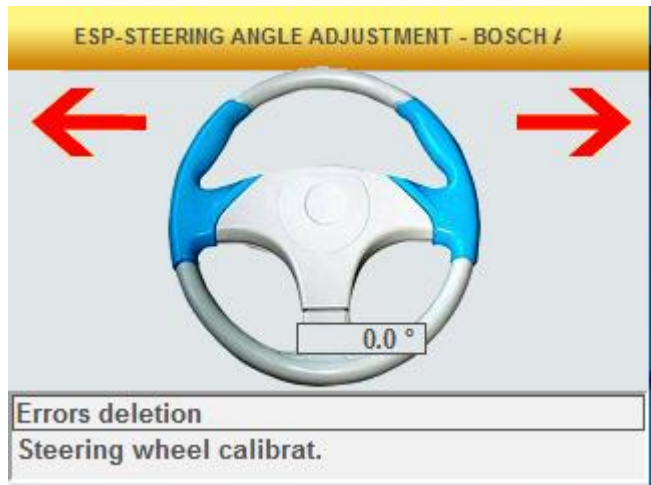 ESP-STEERING ANGLE ADJUSTMENT - BOSCH
0.0 °
Errors deletion
Steering wheel calibrat.